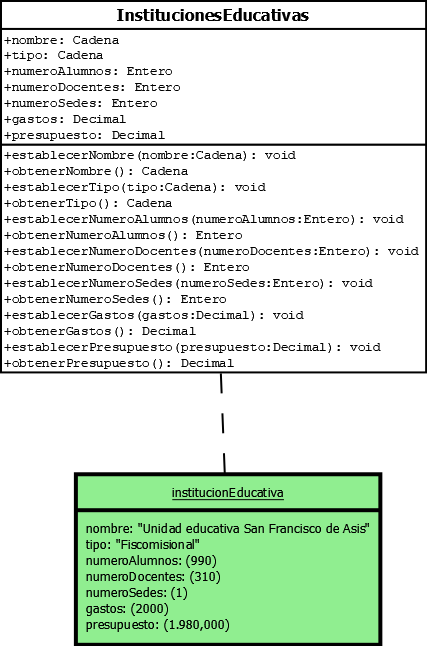 InstitucionesEducativas
+nombre: Cadena
+tipo: Cadena
+numeroAlumnos: Entero
+numeroDocentes: Entero
+numeroSedes: Entero
+gastos: Decimal
+presupuesto: Decimal
+establecerNombre(nombre:Cadena): void
+obtenerNombre(): Cadena
+establecerTipo(tipo:Cadena): void
+obtenerTipo(): Cadena
+establecerNumeroAlumnos(numeroAlumnos:Entero): void
+obtenerNumeroAlumnos(): Entero
+establecerNumeroDocentes(numeroDocentes:Entero): void
+obtenerNumeroDocentes(): Entero
+establecerNumeroSedes(numeroSedes:Entero): void
+obtenerNumeroSedes(): Entero
+establecerGastos(gastos:Decimal): void
+obtenerGastos(): Decimal
+establecerPresupuesto(presupuesto:Decimal): void
+obtenerPresupuesto(): Decimal
institucionEducativa
nombre: "Unidad educativa San Francisco de Asis"
tipo: "Fiscomisional"
numeroAlumnos: (990)
numeroDocentes: (310)
numeroSedes: (1)
gastos: (2000)
presupuesto: (1.980,000)